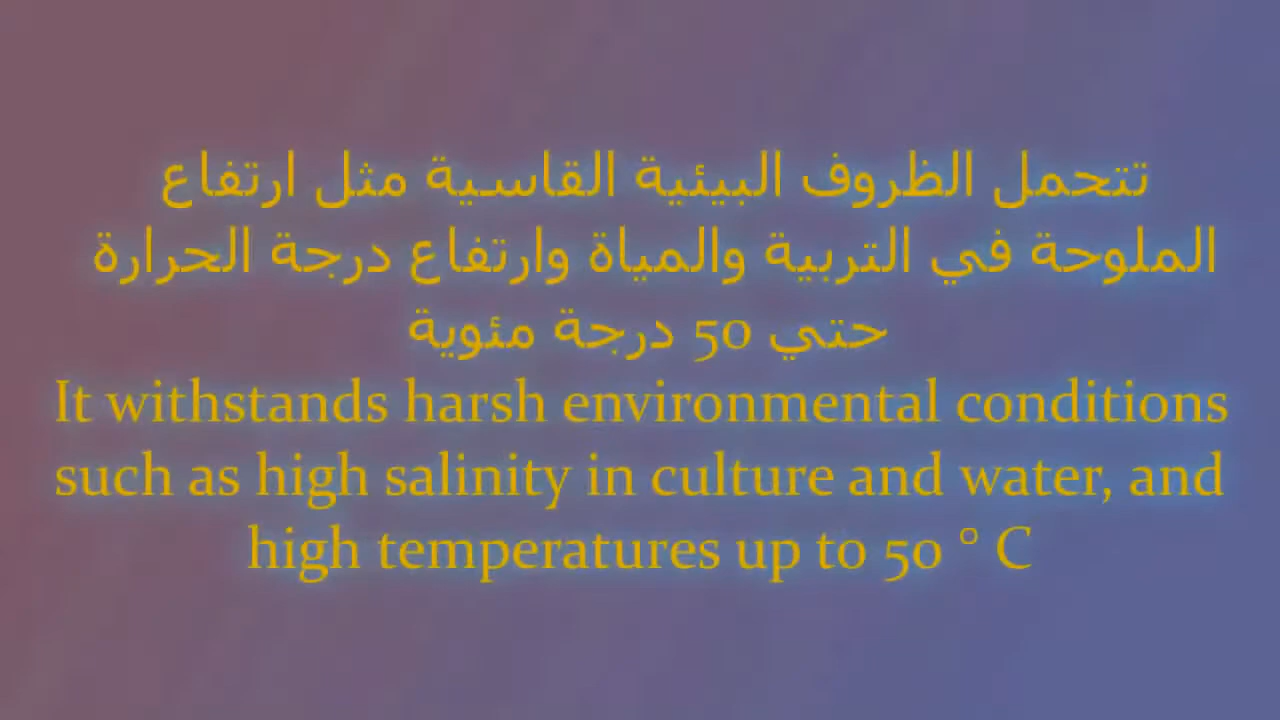 تتحمل الظروف البيئية القاسية مثل ارتفاع
الملوحة في التربية والمياة وارتفاع درجة الحرارة
حتي 50 درجة مئوية
It withstands harsh environmental conditions
such as high salinity in culture and water, and
high temperatures up to 50 ° C